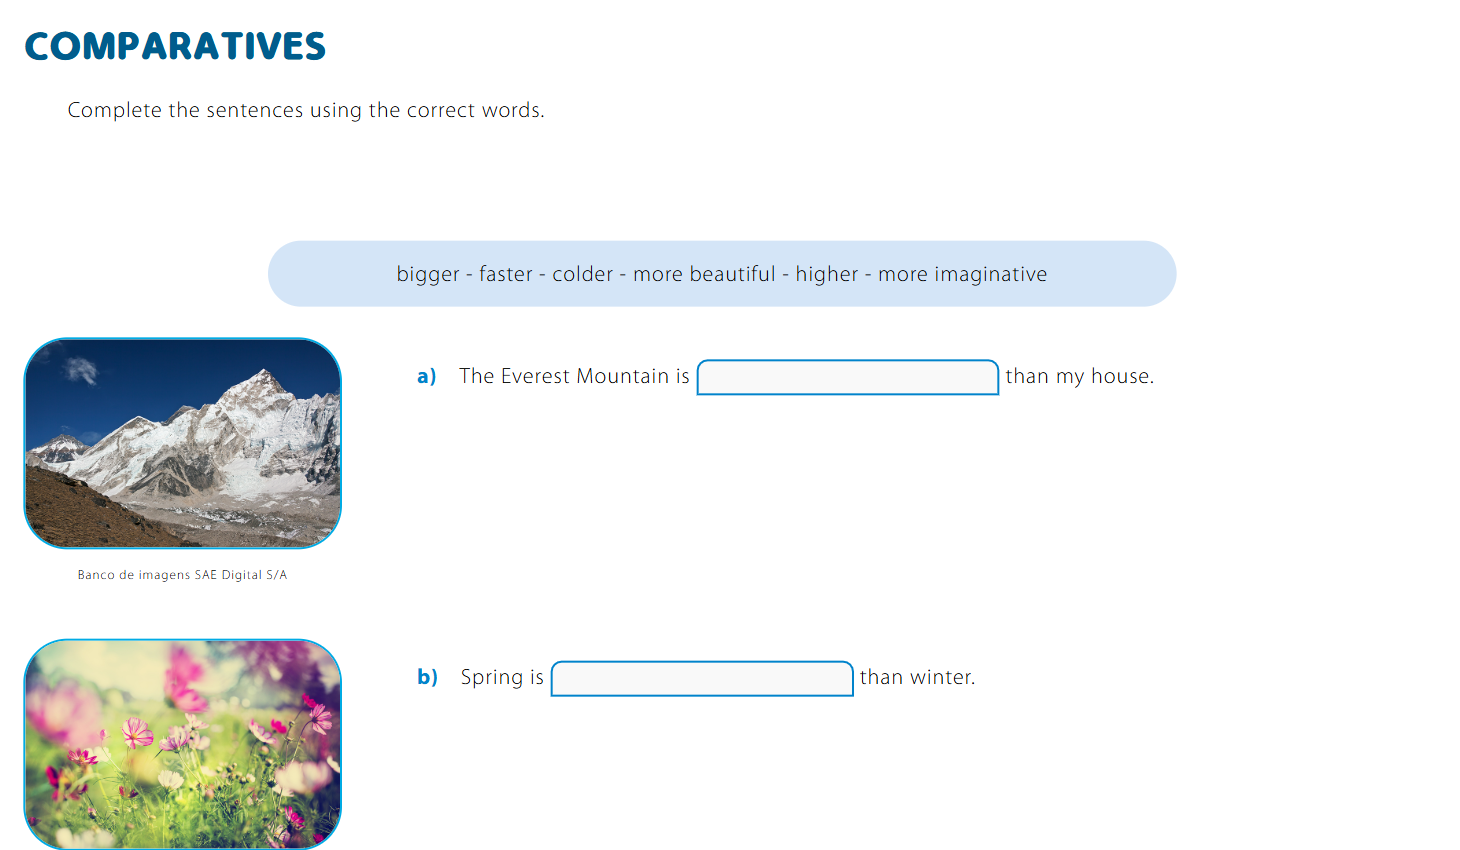 COMPARATIVES
Complete the sentences using the correct words.
bigger - faster - colder - more beautiful - higher - more imaginative
a) The Everest Mountain is than my house.
Banco de imagens SAE Digital S/A
b) Spring is than winter.